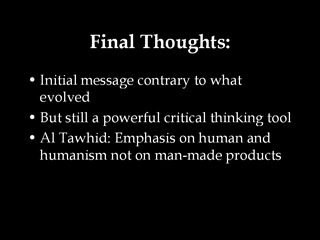 Final Thoughts:
• Initial message contrary to what
evolved
• But still a powerful critical thinking tool
• Al Tawhid: Emphasis on human and
humanism not on man-made products